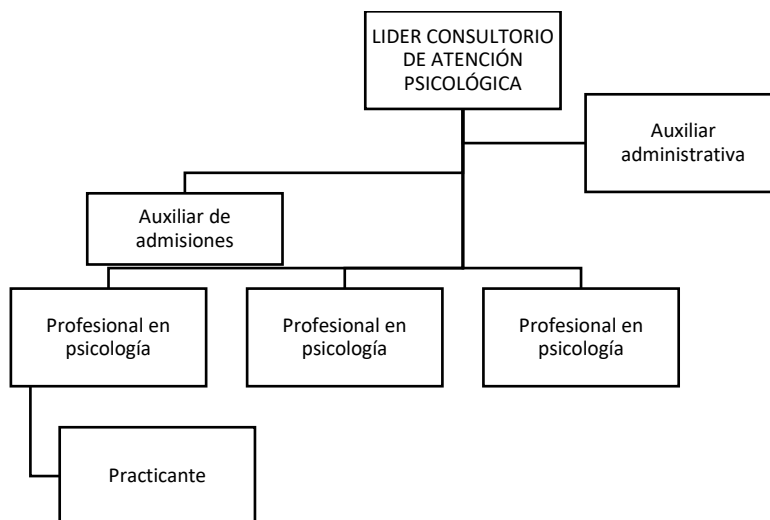 LIDER CONSULTORIO
DE ATENCIÓN
PSICOLÓGICA
Auxiliar
administrativa
Auxiliar de
admisiones
Profesional en
psicología
Profesional en
psicología
Profesional en
psicología
Practicante